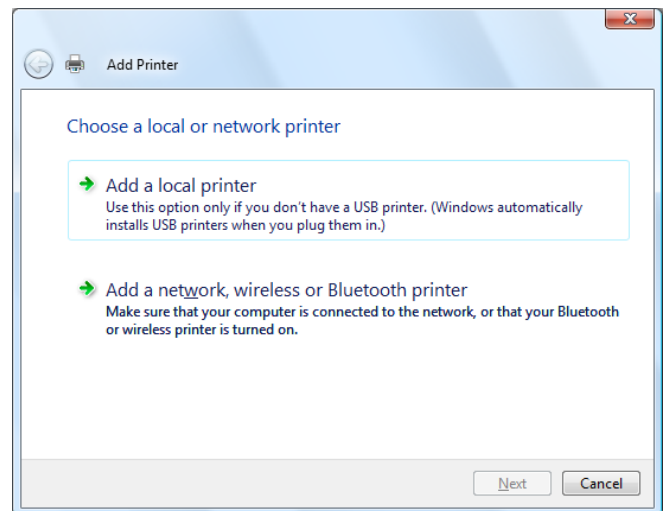 Add Printer
Choose a local or network printer
Add a local printer
Use this option only if you don't have a USB printer. (Windows automatically
installs USB printers when you plug them in.)
Add a network, wireless or Bluetooth printer
Make sure that your computer is connected to the network, or that your Bluetooth
or wireless printer is turned on.
Next
Cancel